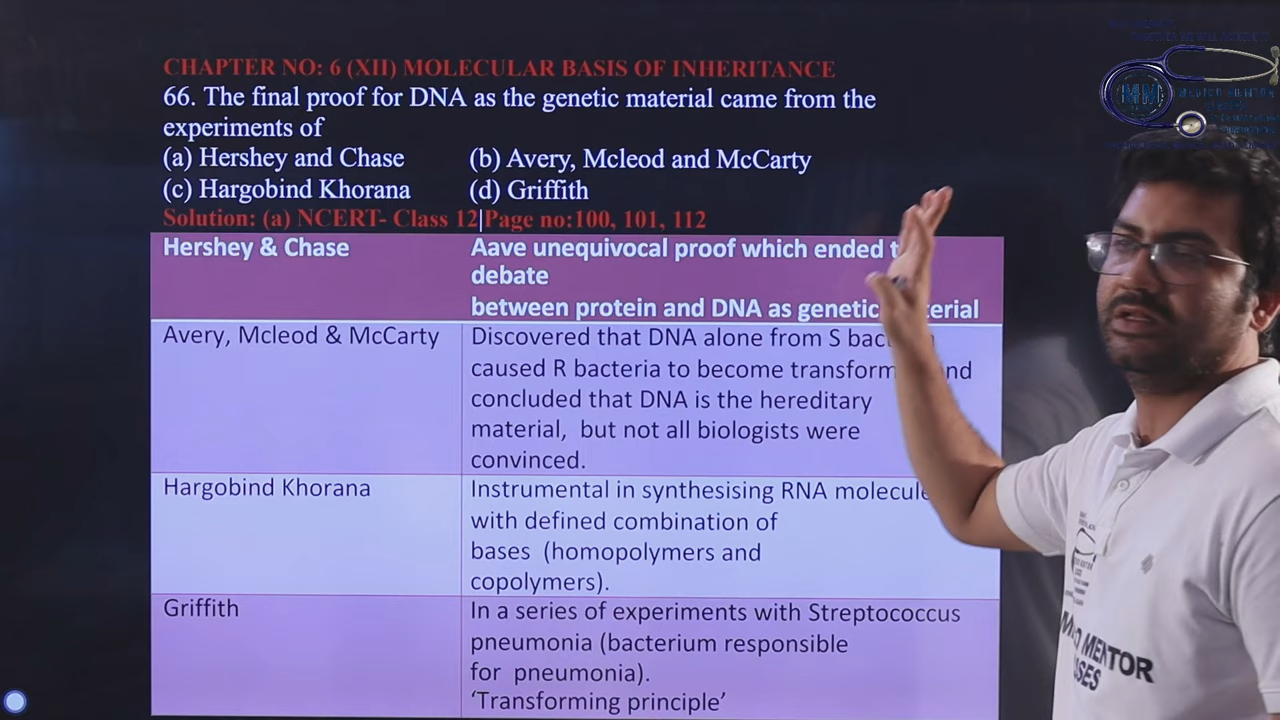 CHAPTER NO: 6 (XII) MOLECULAR BASIS OF INHERITANCE
66. The final proof for DNA as the genetic material came from the
experiments of
(a) Hershey and Chase (b) Avery, Mcleod and McCarty
(c) Hargobind Khorana (d) Griffith
Solution: (a) NCERT- Class 12|Page no:100, 101, 112
Hershey & Chase
Aave unequivocal proof which ended
debate
between protein and DNA as genetic
Avery, Mcleod & McCarty
Discovered that DNA alone from S
caused R bacteria to become
concluded that DNA is the hereditary
material, but not all biologists were
convinced.
Hargobind Khorana
Instrumental in synthesising RNA
with defined combination of
bases (homopolymers and
copolymers).
Griffith
In a series of experiments with Streptococcus
pneumonia (bacterium responsible
for pneumonia).
‘Transforming principle’
MM
MENTOR